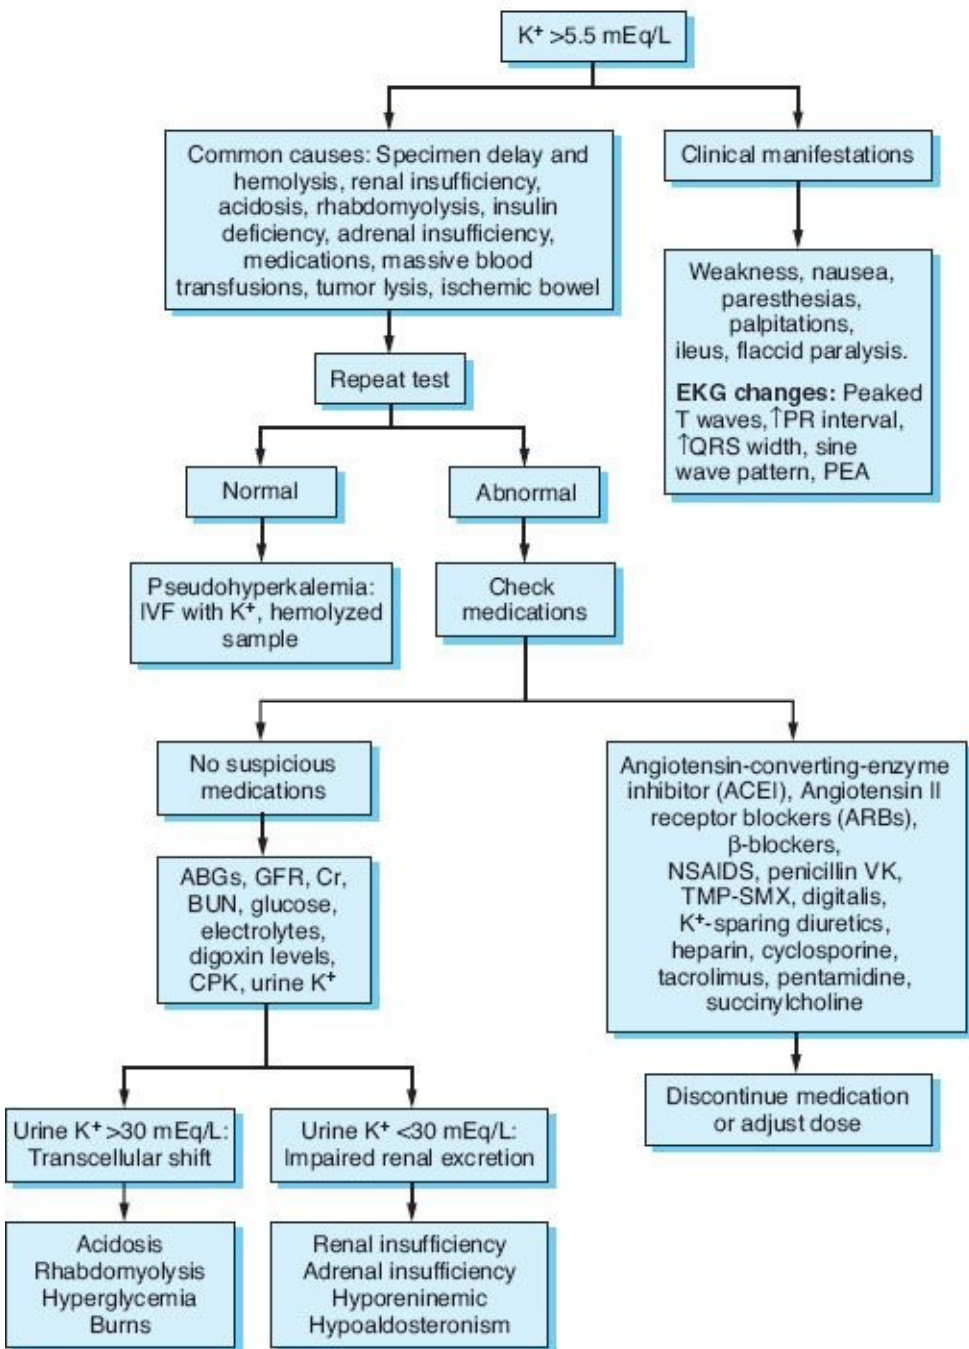 K+ >5.5 mEq/L
Common causes: Specimen delay and
hemolysis, renal insufficiency,
acidosis, rhabdomyolysis, insulin
deficiency, adrenal insufficiency,
medications, massive blood
transfusions, tumor lysis, ischemic bowel
Clinical manifestations
Weakness, nausea,
paresthesias,
palpitations,
ileus, flaccid paralysis.
EKG changes: Peaked
T waves, ↑PR interval,
↑QRS width, sine
wave pattern, PEA
Repeat test
Normal
Abnormal
Pseudohyperkalemia:
IVF with K+, hemolyzed
sample
Check
medications
No suspicious
medications
Angiotensin-converting-enzyme
inhibitor (ACEI), Angiotensin II
receptor blockers (ARBs),
β-blockers,
NSAIDS, penicillin VK,
TMP-SMX, digitalis,
K+-sparing diuretics,
heparin, cyclosporine,
tacrolimus, pentamidine,
succinylcholine
ABGs, GFR, Cr,
BUN, glucose,
electrolytes,
digoxin levels,
CPK, urine K+
Discontinue medication
or adjust dose
Urine K+ >30 mEq/L:
Transcellular shift
Urine K+ <30 mEq/L:
Impaired renal excretion
Acidosis
Rhabdomyolysis
Hyperglycemia
Burns
Renal insufficiency
Adrenal insufficiency
Hyporeninemic
Hypoaldosteronism